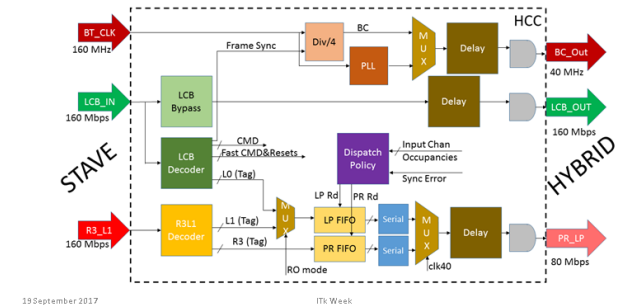 HCC
BT_CLK
160 MHz
Frame Sync
Div/4
BC
PLL
MUX
Delay
BC_Out
40 MHz
LCB_IN
160 Mbps
LCB
Bypass
Delay
LCB_OUT
160 Mbps
STAVE
HYBRID
LCB
Decoder
CMD
Fast CMD&Resets
L0 (Tag)
Dispatch
Policy
Input Chan
Occupancies
Sync Error
LP Rd
PR Rd
R3_L1
160 Mbps
R3L1
Decoder
L1 (Tag)
R3 (Tag)
MUX
RO mode
LP FIFO
PR FIFO
Serial
Serial
MUX
clk40
Delay
PR_LP
80 Mbps
19 September 2017
ITk Week